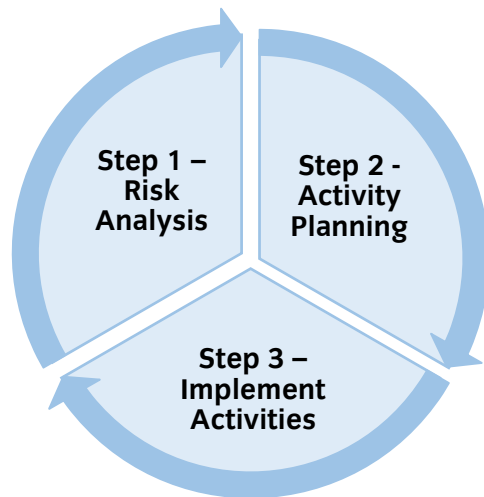 Step 1 –
Risk
Analysis
Step 2 -
Activity
Planning
Step 3 –
Implement
Activities